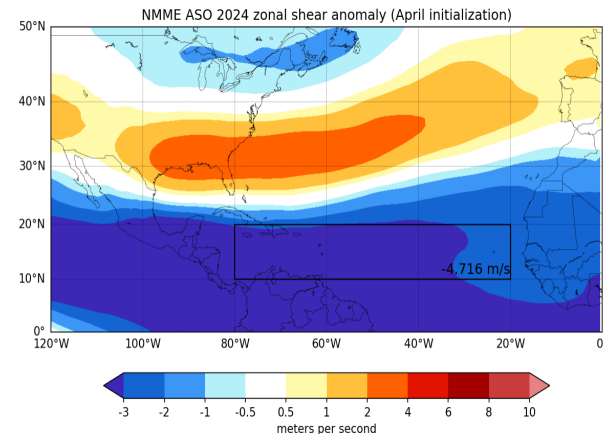 NMME ASO 2024 zonal shear anomaly (April initialization)
50°N
40°N
30°N
20°N
10°N
0°
-4.716 m/s
120°W 100°W 80°W 60°W 40°W 20°W 0
-3 -2 -1 -0.5 0.5 1 2 4 6 8 10
meters per second